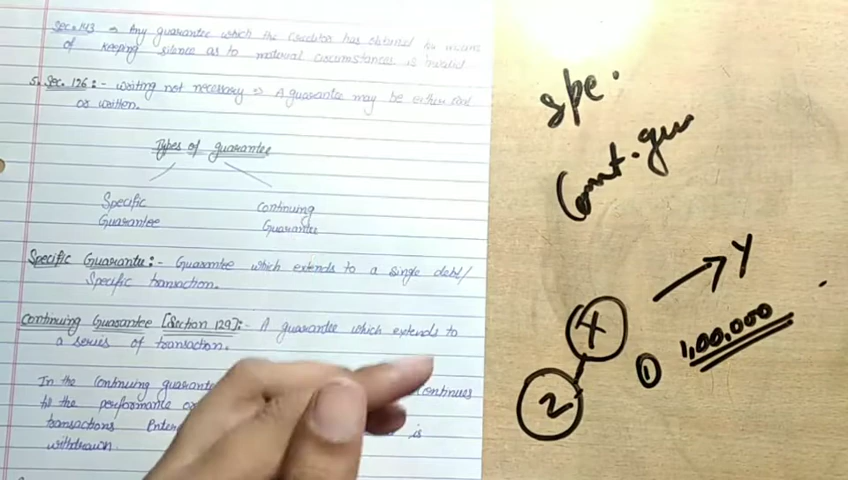 Sec. 143 → Any guarantee which the Creditor has obtained by means
of keeping silence as to material circumstances is invalid
5. Sec. 126:- Writing not necessary → A guarantee may be either oral
or written.
Types of guarantee
Specific Guarantee
Continuing Guarantee
Specific Guarantee:- Guarantee which extends to a single debt/
Specific transaction.
Continuing Guarantee [Section 129]:- A guarantee which extends to
a series of transaction.
In the Continuing guarantee continues
till the performance
transactions is
withdrawn.
spe.
Cont. gua
X → Y
① 1,00,000
2